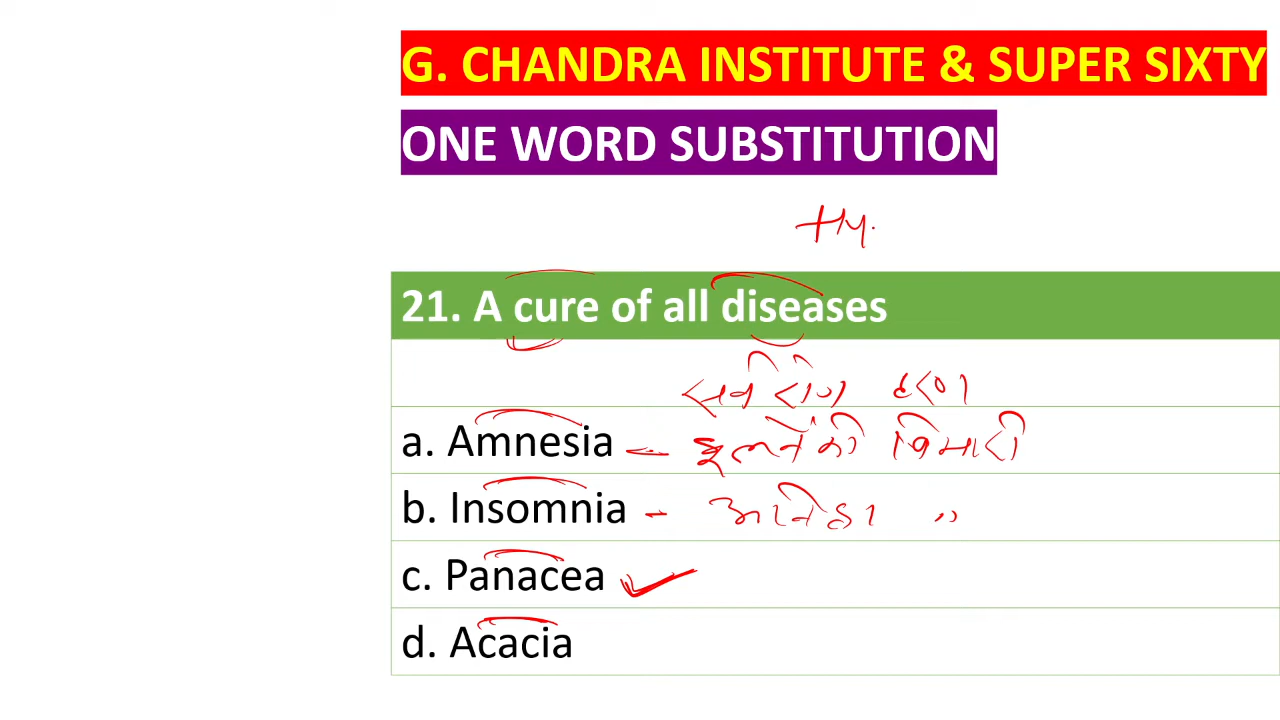 G. CHANDRA INSTITUTE & SUPER SIXTY
ONE WORD SUBSTITUTION
21. A cure of all diseases
सर्व रोग
a. Amnesia – भूलने की बिमारी
b. Insomnia – अनिद्रा "
c. Panacea
d. Acacia